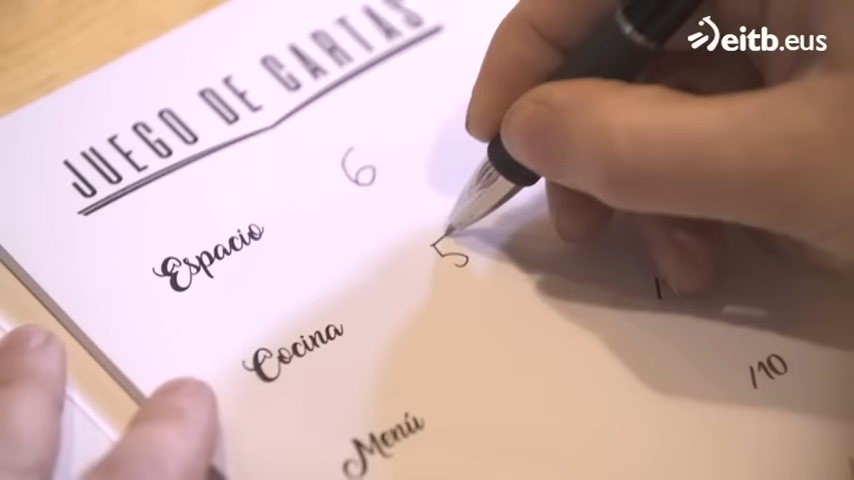 eitb.eus
JUEGO DE CARTAS
Espacio 6
Cocina 5
/10
Menú